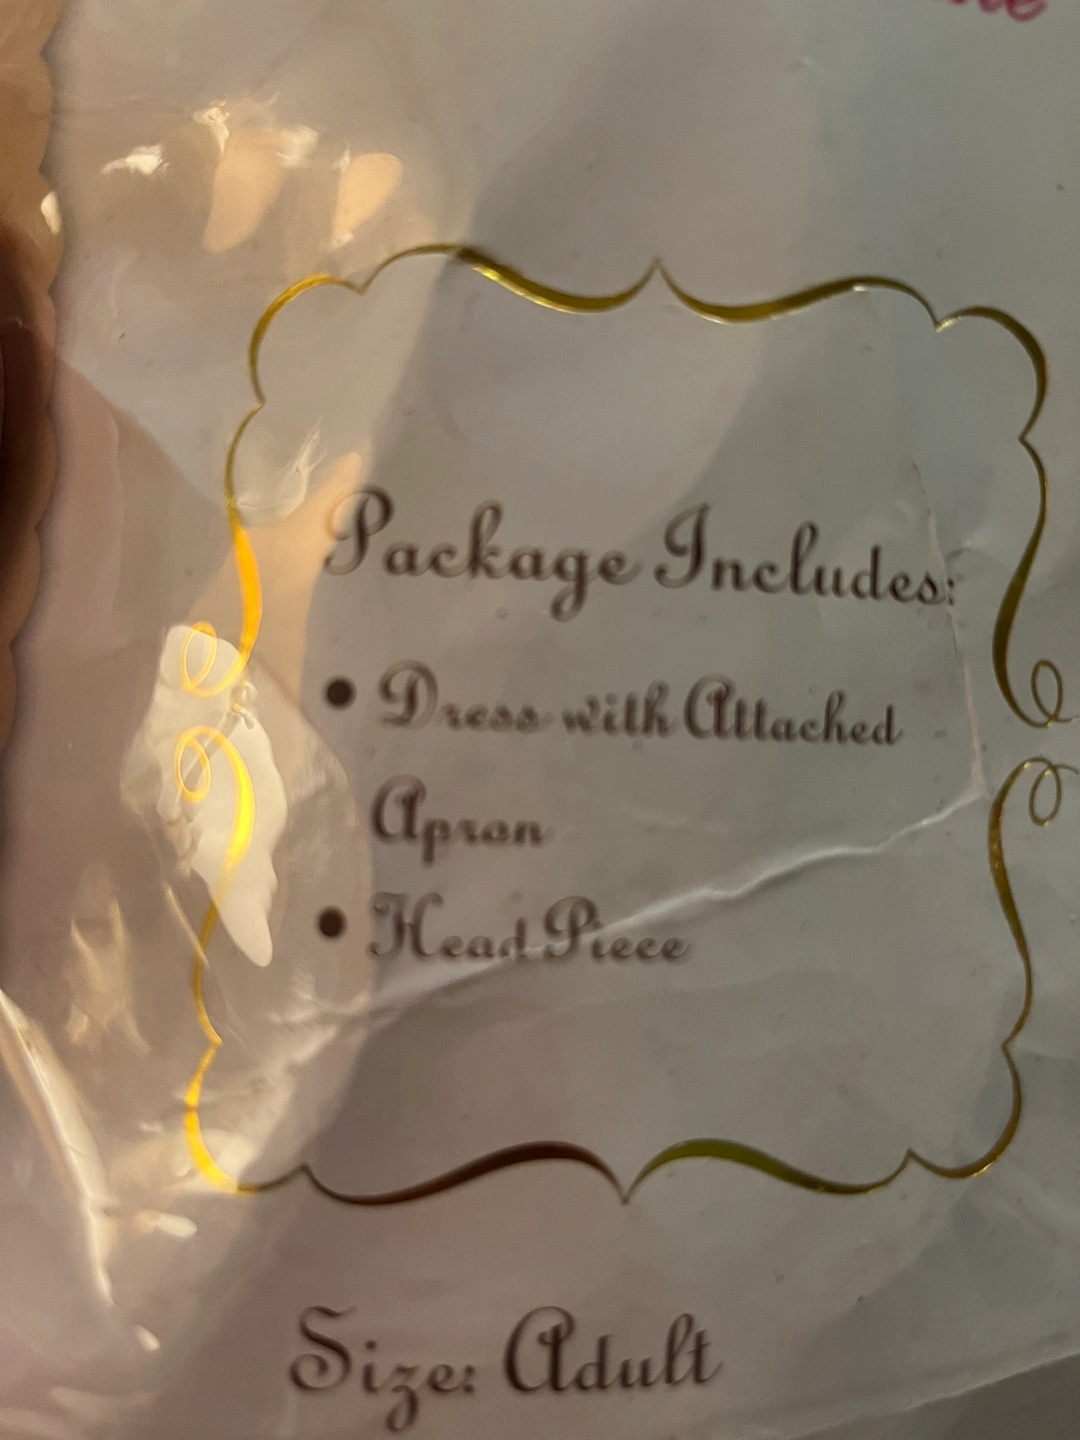 Package Includes:
• Dress with Attached
Apron
• Head Piece
Size: Adult